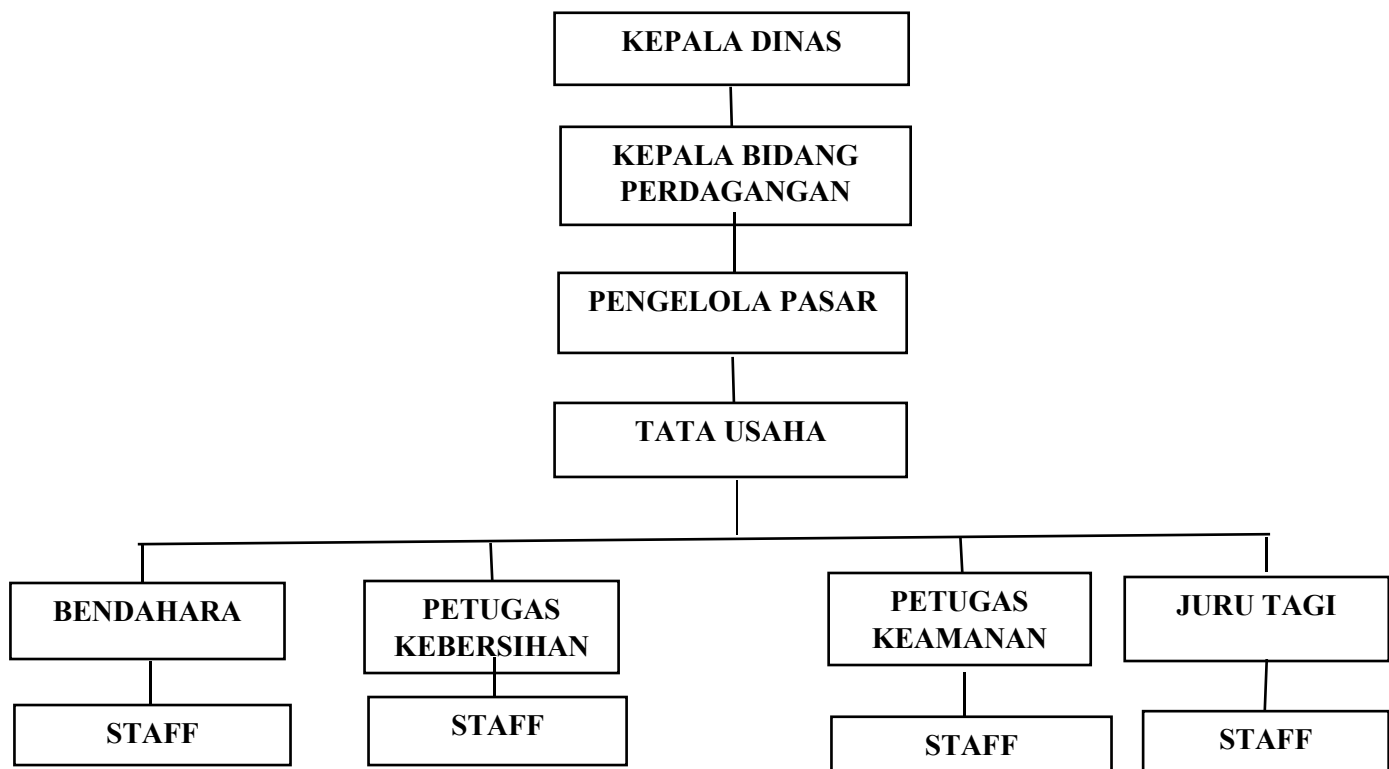 KEPALA DINAS
KEPALA BIDANG
PERDAGANGAN
PENGELOLA PASAR
TATA USAHA
BENDAHARA
PETUGAS
KEBERSIHAN
PETUGAS
KEAMANAN
JURU TAGI
STAFF
STAFF
STAFF
STAFF